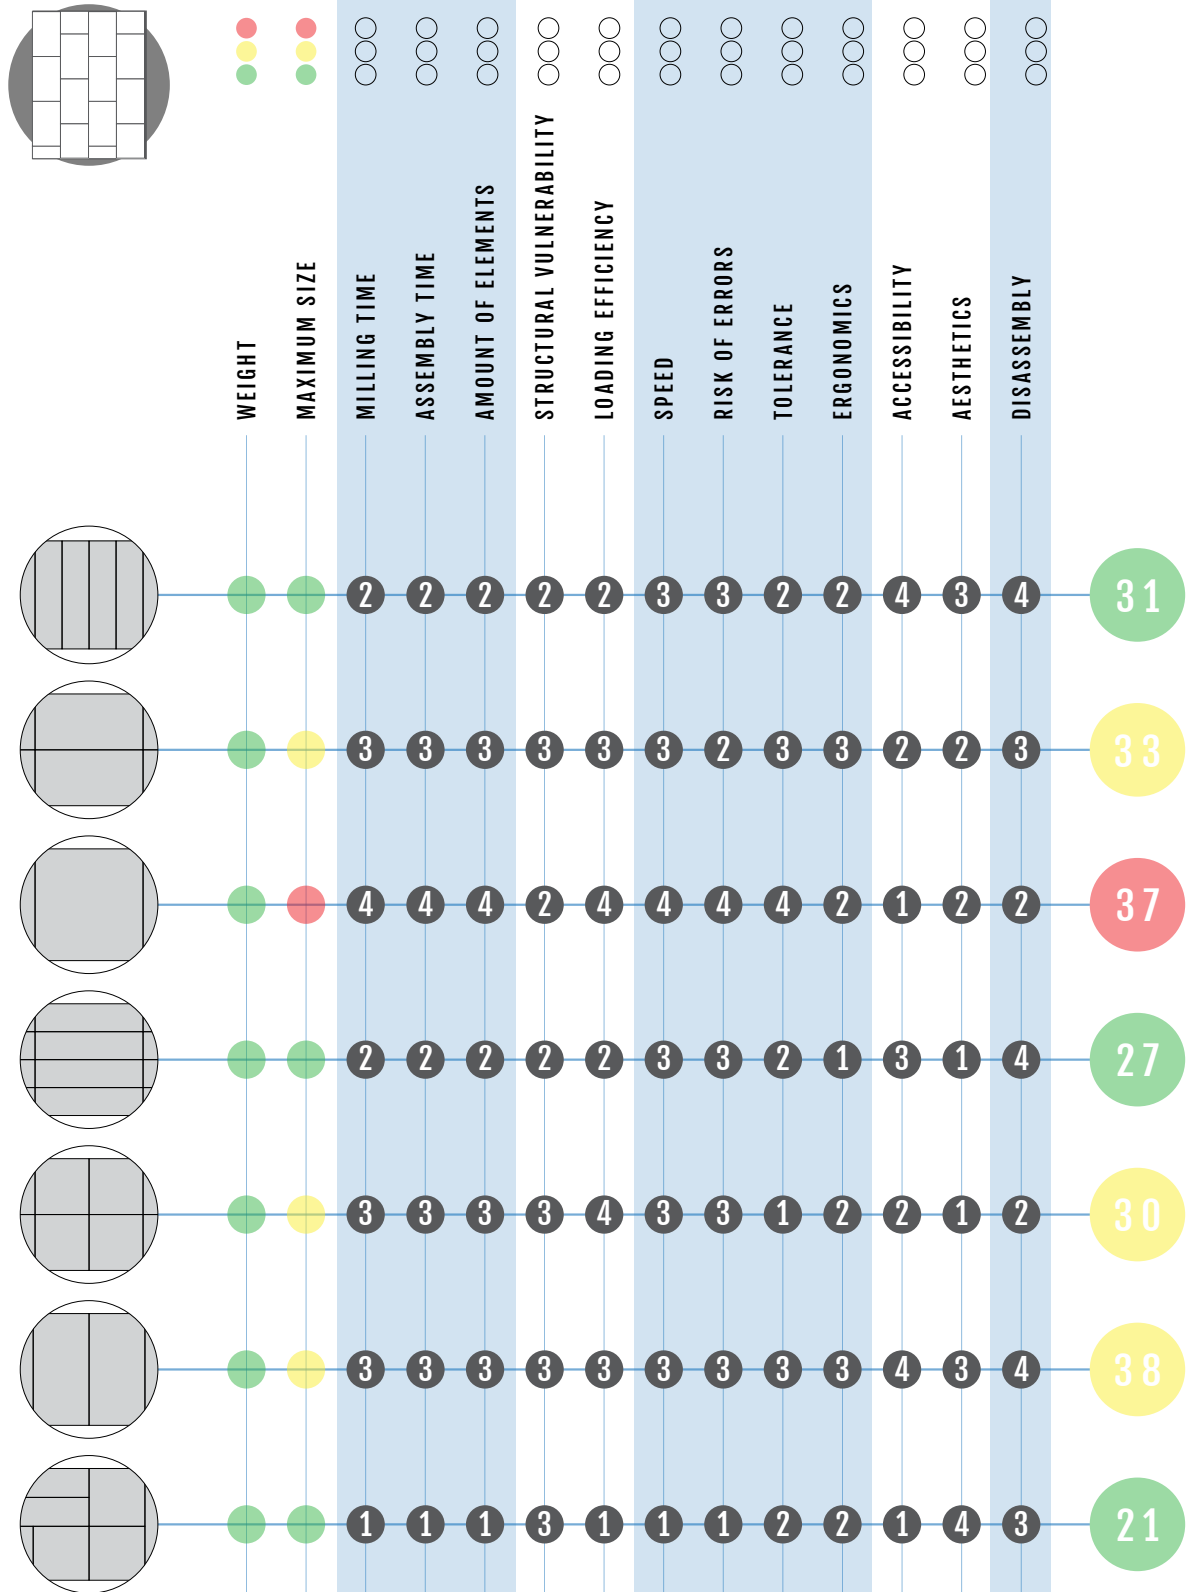 WEIGHT
MAXIMUM SIZE
MILLING TIME
ASSEMBLY TIME
AMOUNT OF ELEMENTS
STRUCTURAL VULNERABILITY
LOADING EFFICIENCY
SPEED
RISK OF ERRORS
TOLERANCE
ERGONOMICS
ACCESSIBILITY
AESTHETICS
DISASSEMBLY
2 2 2 2 2 3 3 2 2 4 3 4 31
3 3 3 3 3 3 2 3 3 2 2 3 33
4 4 4 2 4 4 4 4 2 1 2 2 37
2 2 2 2 2 3 3 2 1 3 1 4 27
3 3 3 3 4 3 3 1 2 2 1 2 30
3 3 3 3 3 3 3 3 3 4 3 4 38
1 1 1 3 1 1 1 2 2 1 4 3 21